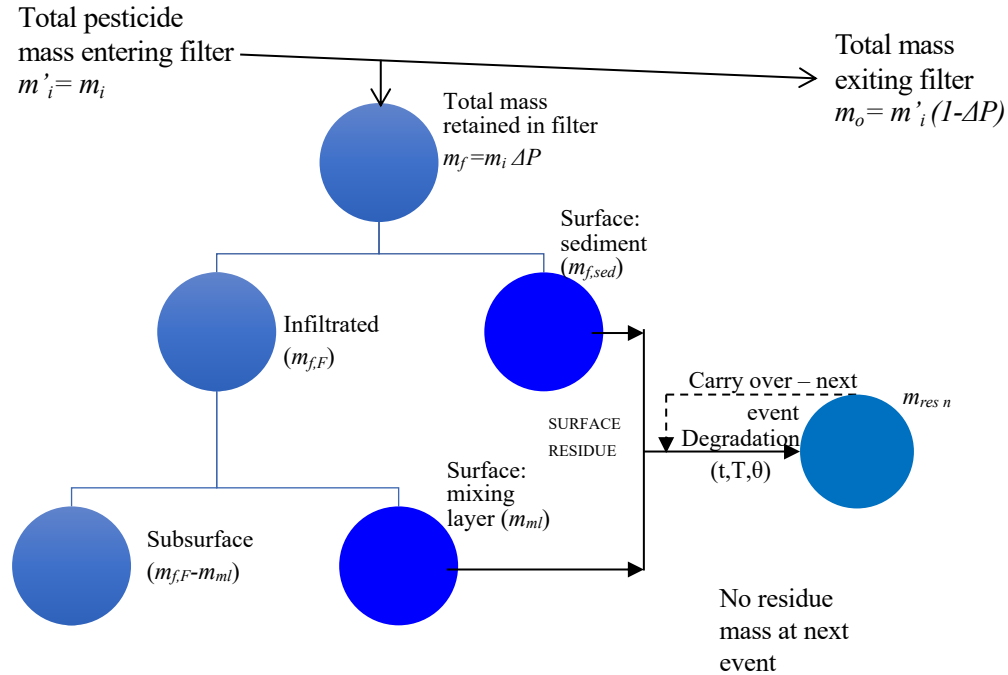 Total pesticide
mass entering filter
m’i= mi
Total mass
exiting filter
mo= m’i (1-ΔP)
Total mass
retained in filter
mf =mi ΔP
Surface:
sediment
(mf,sed)
Infiltrated
(mf,F)
Carry over – next
event
mres n
SURFACE
RESIDUE
Degradation
(t,T,θ)
Surface:
mixing
layer (mml)
Subsurface
(mf,F-mml)
No residue
mass at next
event